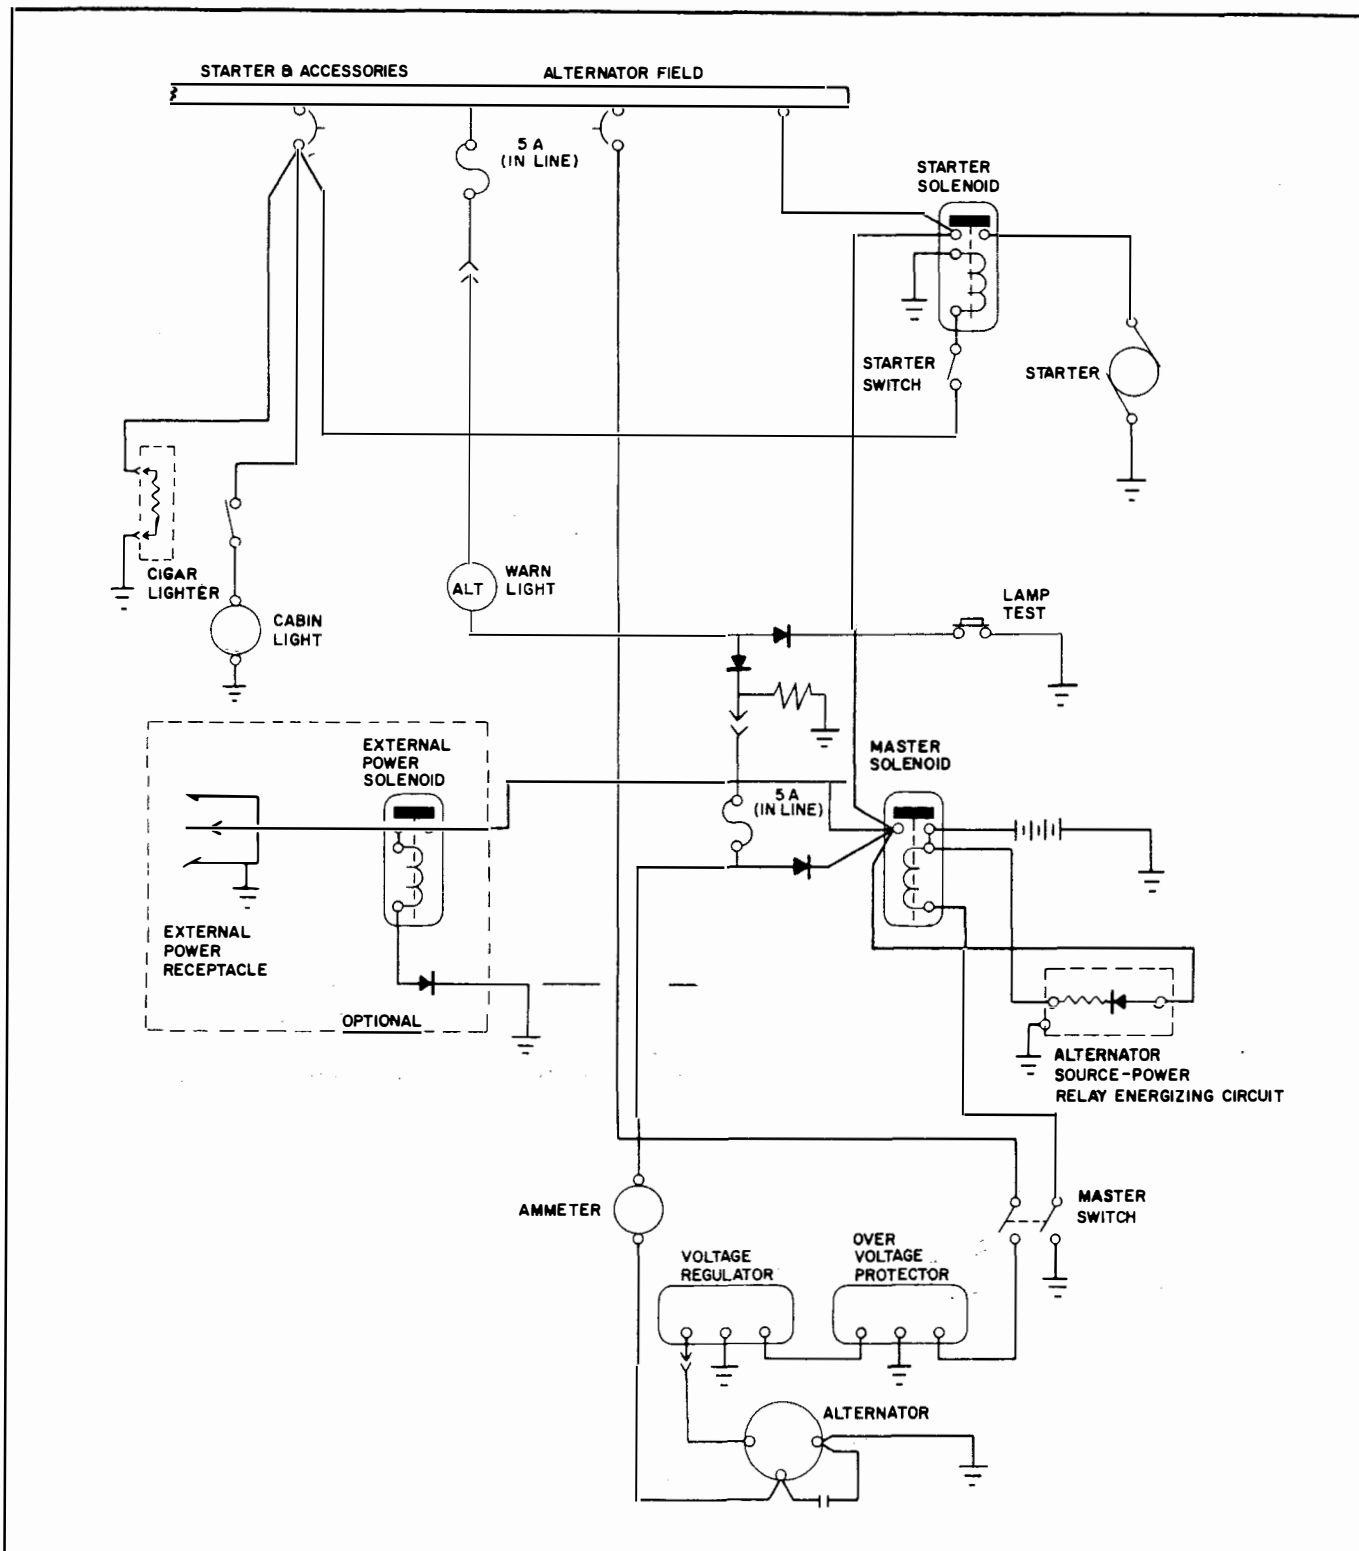 STARTER & ACCESSORIES
ALTERNATOR FIELD
5 A
(IN LINE)
STARTER
SOLENOID
STARTER
SWITCH
STARTER
CIGAR
LIGHTER
CABIN
LIGHT
ALT
WARN
LIGHT
LAMP
TEST
EXTERNAL
POWER
SOLENOID
MASTER
SOLENOID
5 A
(IN LINE)
EXTERNAL
POWER
RECEPTACLE
OPTIONAL
ALTERNATOR
SOURCE-POWER
RELAY ENERGIZING CIRCUIT
AMMETER
MASTER
SWITCH
VOLTAGE
REGULATOR
OVER
VOLTAGE
PROTECTOR
ALTERNATOR